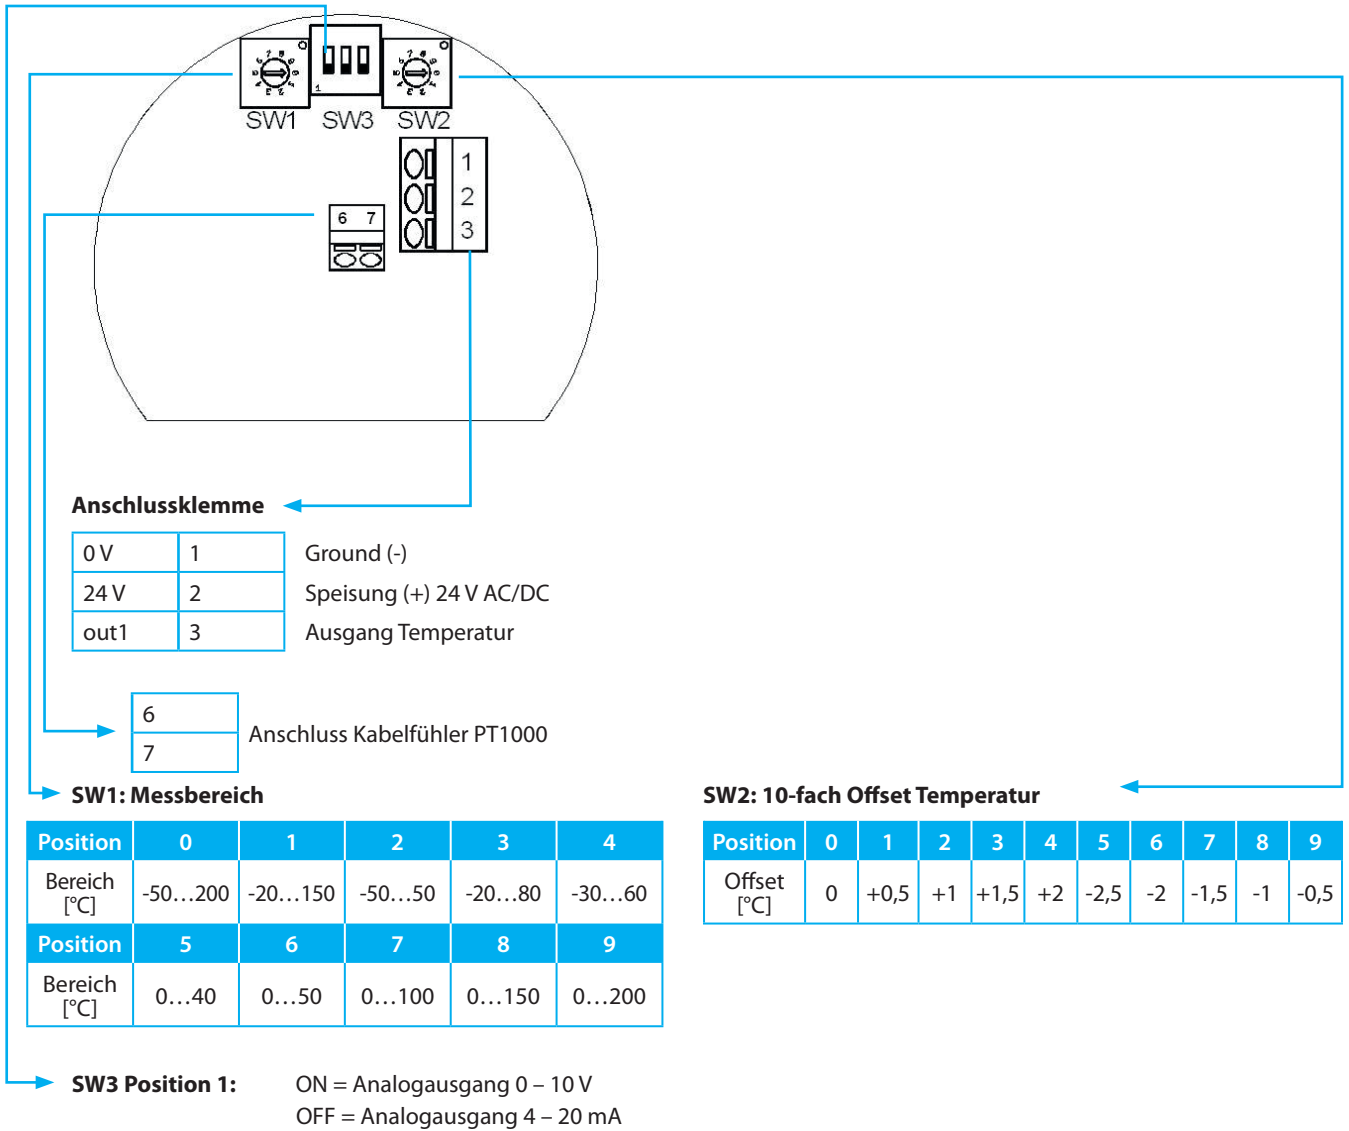 SW1 SW3 SW2
1
1
2
3
6 7
Anschlussklemme
0 V 1 Ground (-)
24 V 2 Speisung (+) 24 V AC/DC
out1 3 Ausgang Temperatur
6
7
Anschluss Kabelfühler PT1000
SW1: Messbereich
Position 0 1 2 3 4
Bereich [°C] -50…200 -20…150 -50…50 -20…80 -30…60
Position 5 6 7 8 9
Bereich [°C] 0…40 0…50 0…100 0…150 0…200
SW2: 10-fach Offset Temperatur
Position 0 1 2 3 4 5 6 7 8 9
Offset [°C] 0 +0,5 +1 +1,5 +2 -2,5 -2 -1,5 -1 -0,5
SW3 Position 1: ON = Analogausgang 0 – 10 V
OFF = Analogausgang 4 – 20 mA